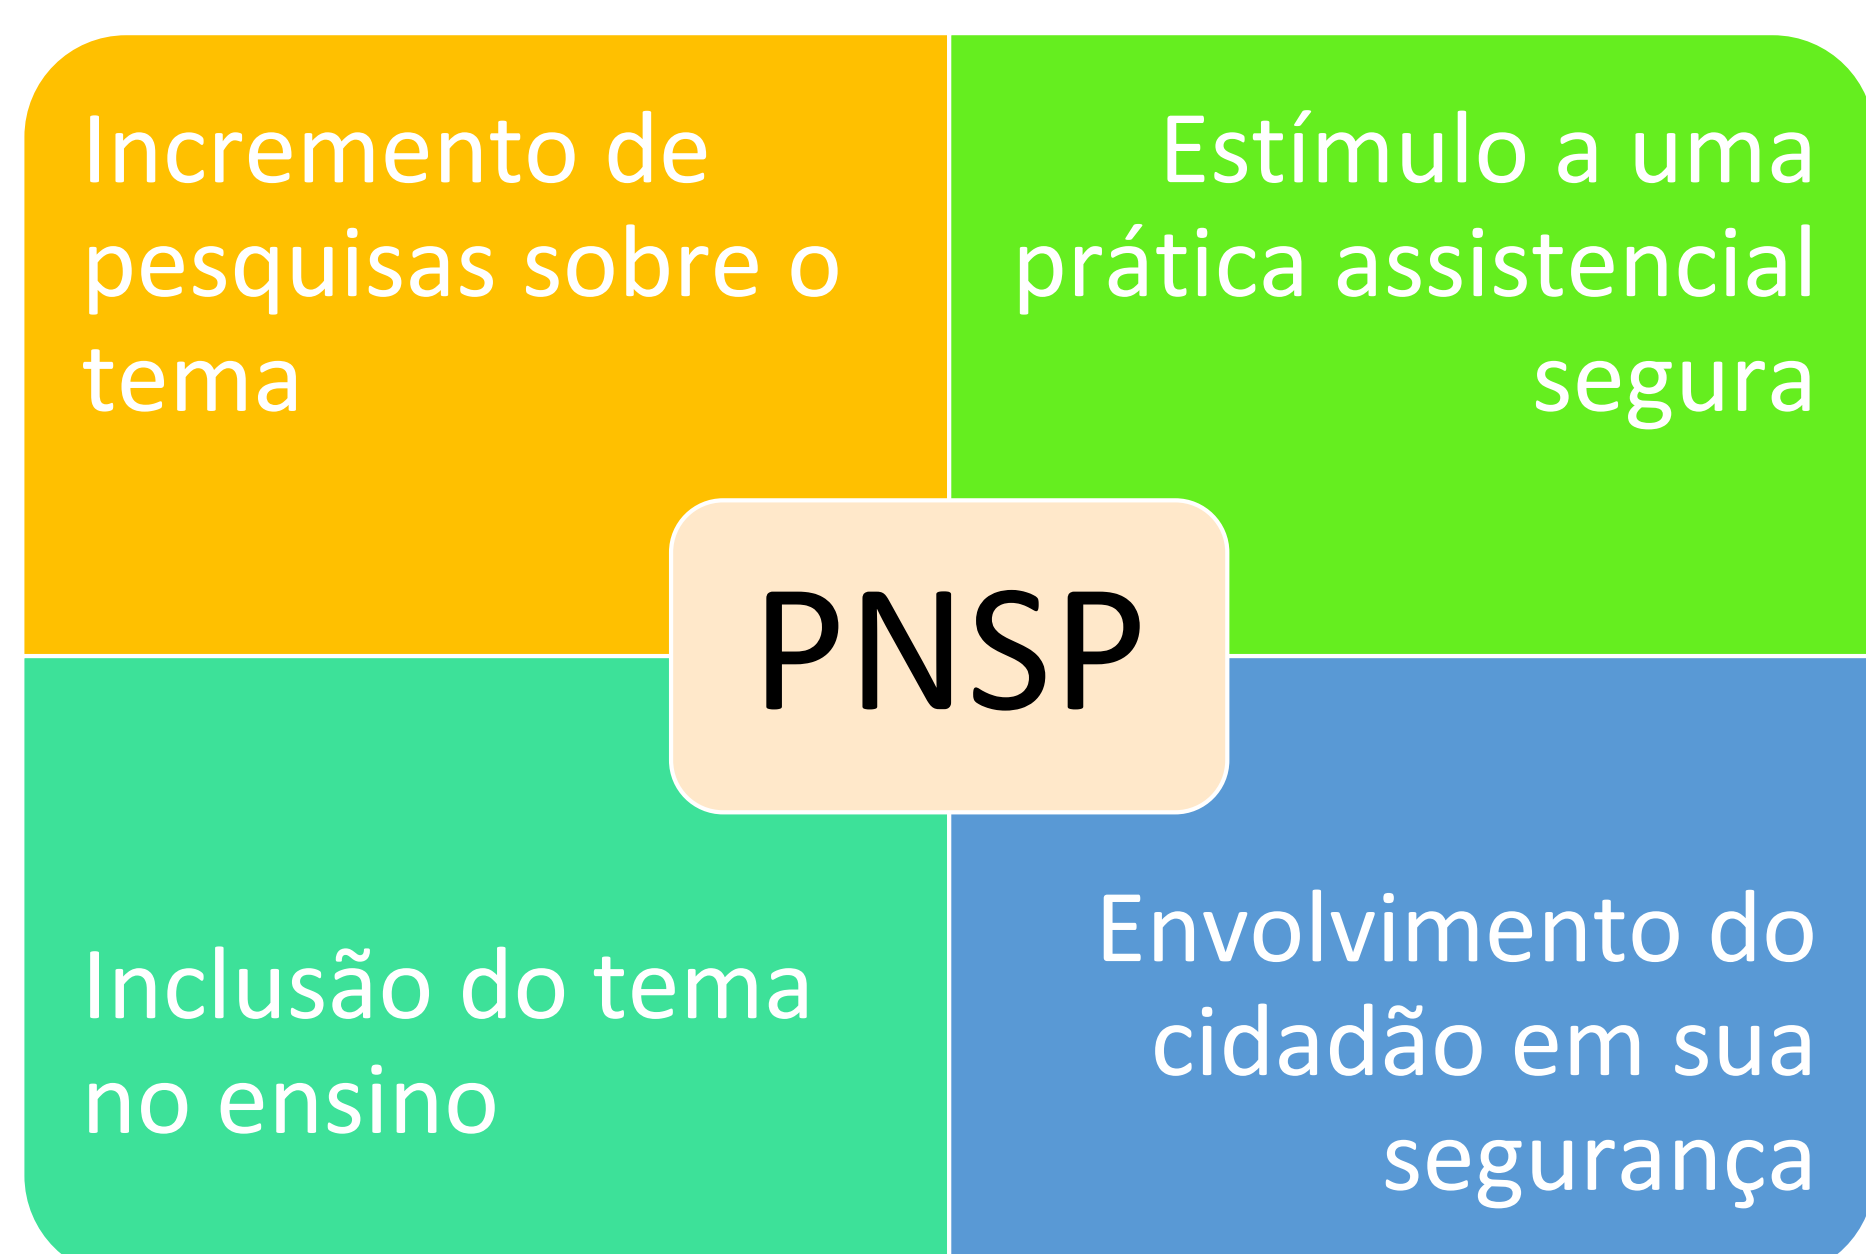 Incremento de
pesquisas sobre o
tema
Estímulo a uma
prática assistencial
segura
PNSP
Inclusão do tema
no ensino
Envolvimento do
cidadão em sua
segurança